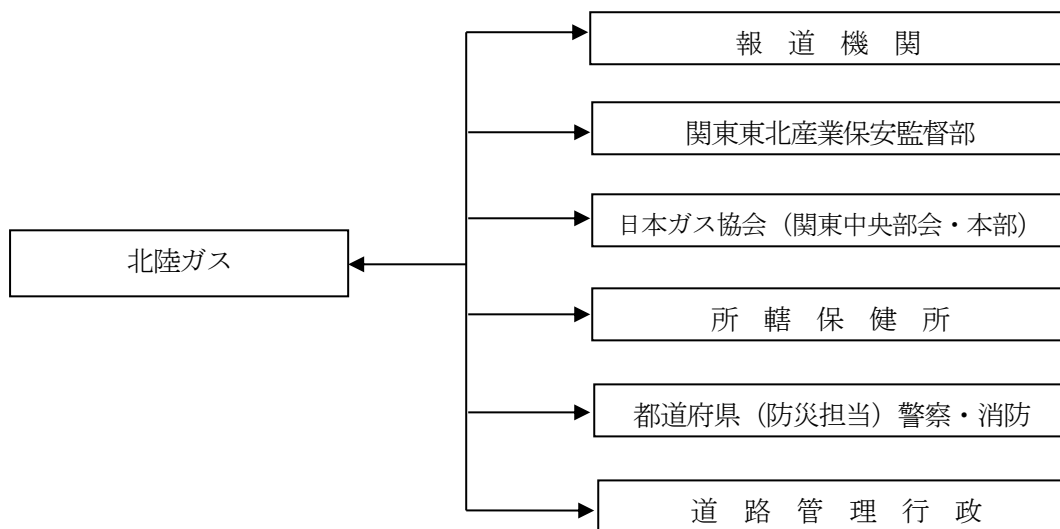 報 道 機 関
関東東北産業保安監督部
日本ガス協会（関東中央部会・本部）
北陸ガス
所 轄 保 健 所
都道府県（防災担当）警察・消防
道 路 管 理 行 政